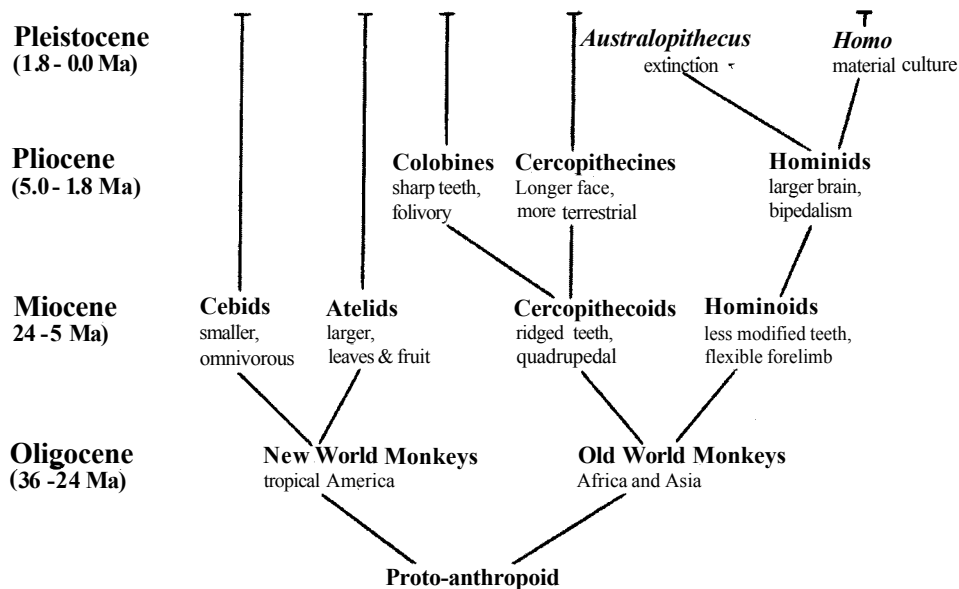 Pleistocene
(1.8 - 0.0 Ma)
Australopithecus
extinction
Homo
material culture
Pliocene
(5.0 - 1.8 Ma)
Colobines
sharp teeth,
folivory
Cercopithecines
Longer face,
more terrestrial
Hominids
larger brain,
bipedalism
Miocene
24 - 5 Ma)
Cebids
smaller,
omnivorous
Atelids
larger,
leaves & fruit
Cercopithecoids
ridged teeth,
quadrupedal
Hominoids
less modified teeth,
flexible forelimb
Oligocene
(36 - 24 Ma)
New World Monkeys
tropical America
Old World Monkeys
Africa and Asia
Proto-anthropoid